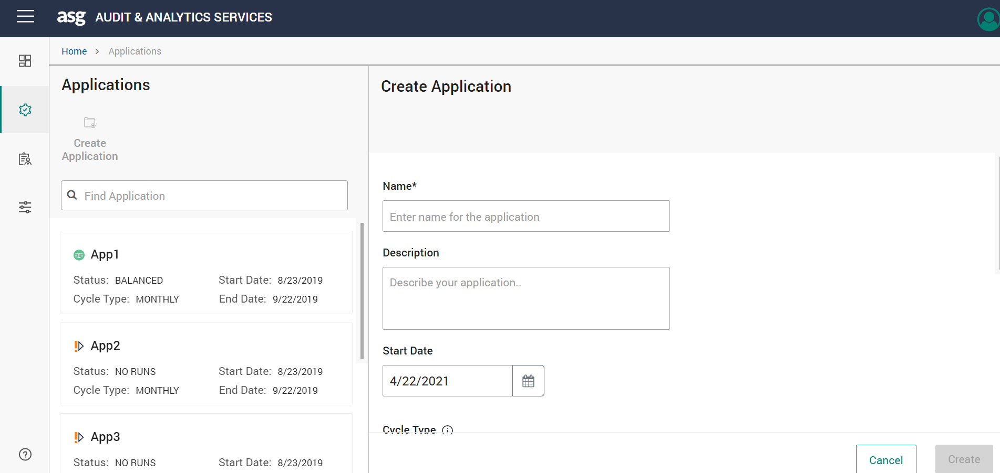 asg AUDIT & ANALYTICS SERVICES
Home > Applications
Applications
Create
Application
Find Application
App1
Status: BALANCED Start Date: 8/23/2019
Cycle Type: MONTHLY End Date: 9/22/2019
App2
Status: NO RUNS Start Date: 8/23/2019
Cycle Type: MONTHLY End Date: 9/22/2019
App3
Status: NO RUNS Start Date: 8/23/2019
Create Application
Name*
Enter name for the application
Description
Describe your application..
Start Date
4/22/2021
Cycle Type
Cancel Create